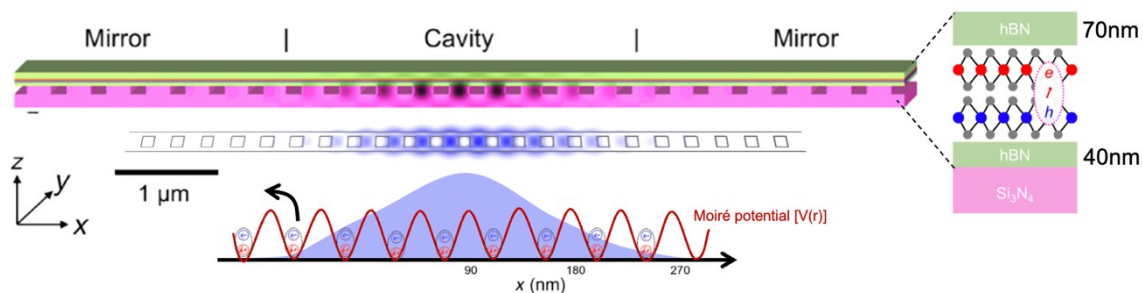 Mirror | Cavity | Mirror
1 μm
z
y
x
Moiré potential [V(r)]
90 180 270
x (nm)
hBN 70nm
e
h
hBN 40nm
Si₃N₄